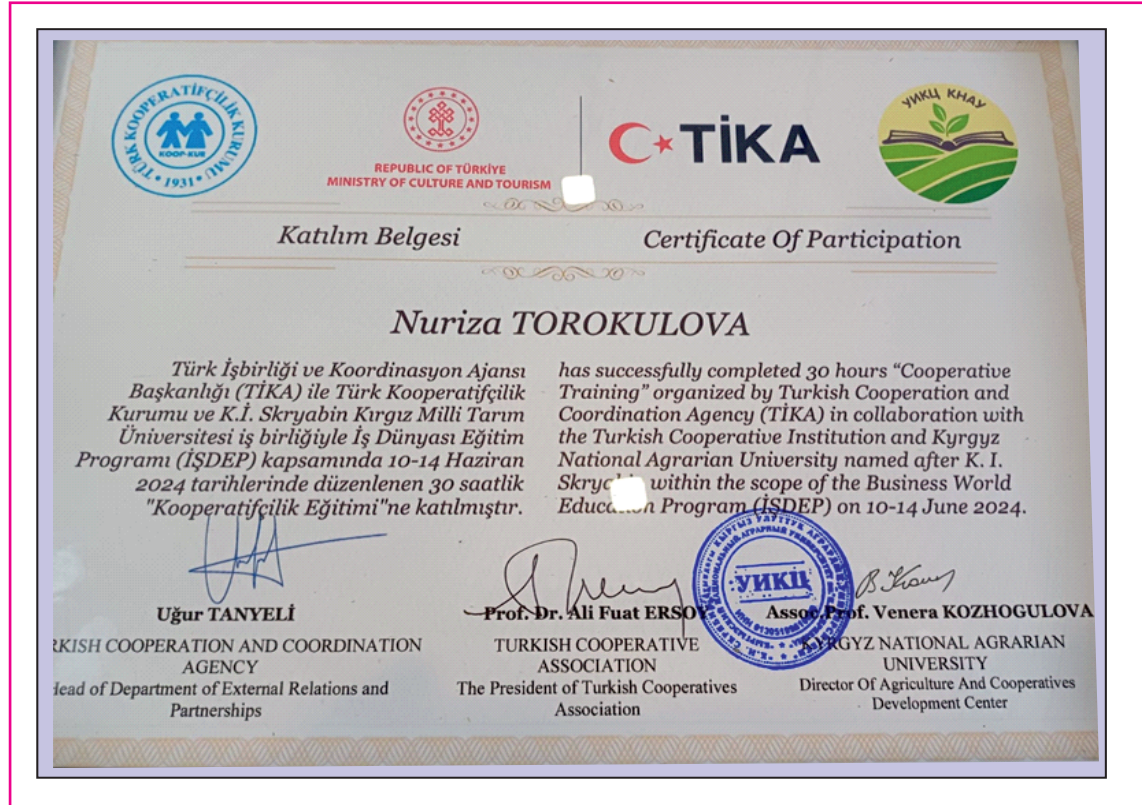 TÜRK KOOPERATİFÇİLİK KURUMU
KOOP-KUR
1931
REPUBLIC OF TÜRKİYE
MINISTRY OF CULTURE AND TOURISM
TİKA
УИКЦ КНАУ
Katılım Belgesi
Certificate Of Participation
Nuriza TOROKULOVA
Türk İşbirliği ve Koordinasyon Ajansı
Başkanlığı (TİKA) ile Türk Kooperatifçilik
Kurumu ve K.İ. Skryabin Kırgız Milli Tarım
Üniversitesi iş birliğiyle İş Dünyası Eğitim
Programı (İŞDEP) kapsamında 10-14 Haziran
2024 tarihlerinde düzenlenen 30 saatlik
"Kooperatifçilik Eğitimi"ne katılmıştır.
has successfully completed 30 hours “Cooperative
Training” organized by Turkish Cooperation and
Coordination Agency (TİKA) in collaboration with
the Turkish Cooperative Institution and Kyrgyz
National Agrarian University named after K. I.
within the scope of the Business World
Program (İŞDEP) on 10-14 June 2024.
УИКЦ
Uğur TANYELİ
RKISH COOPERATION AND COORDINATION
AGENCY
Head of Department of External Relations and
Partnerships
Prof. Dr. Ali Fuat ERSOY
TURKISH COOPERATIVE
ASSOCIATION
The President of Turkish Cooperatives
Association
Assoc. Prof. Venera KOZHOGULOVA
KYRGYZ NATIONAL AGRARIAN
UNIVERSITY
Director Of Agriculture And Cooperatives
Development Center